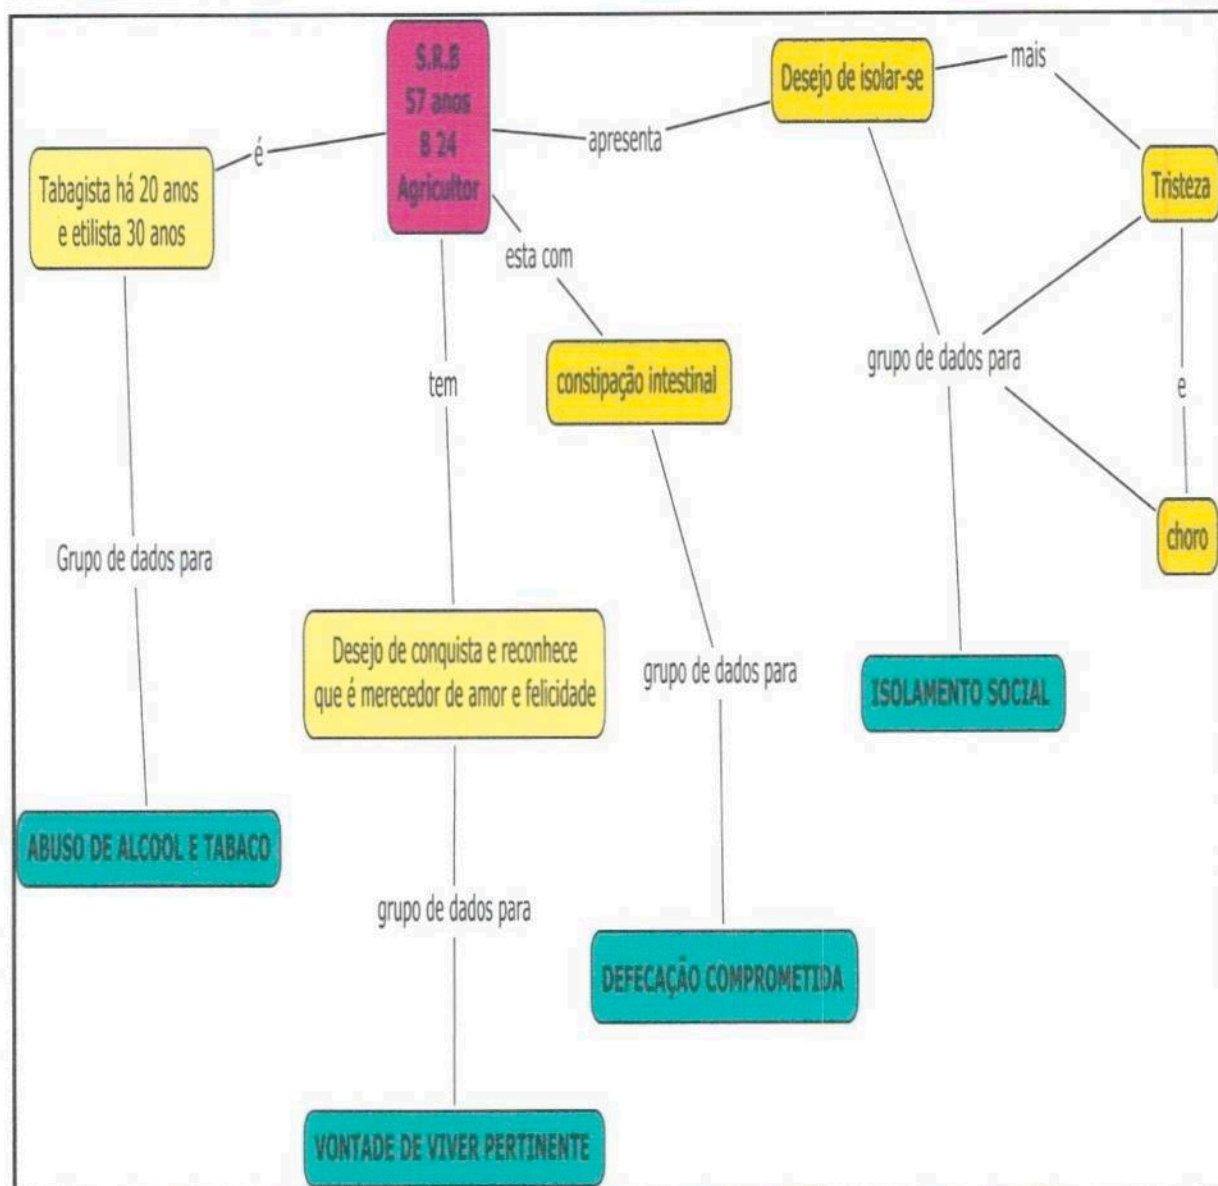 S.R.B
57 anos
B 24
Agricultor
é
Tabagista há 20 anos
e etilista 30 anos
Grupo de dados para
ABUSO DE ALCOOL E TABACO
tem
Desejo de conquista e reconhece
que é merecedor de amor e felicidade
grupo de dados para
VONTADE DE VIVER PERTINENTE
esta com
constipação intestinal
grupo de dados para
DEFECAÇÃO COMPROMETIDA
apresenta
Desejo de isolar-se
mais
Tristeza
e
choro
grupo de dados para
ISOLAMENTO SOCIAL